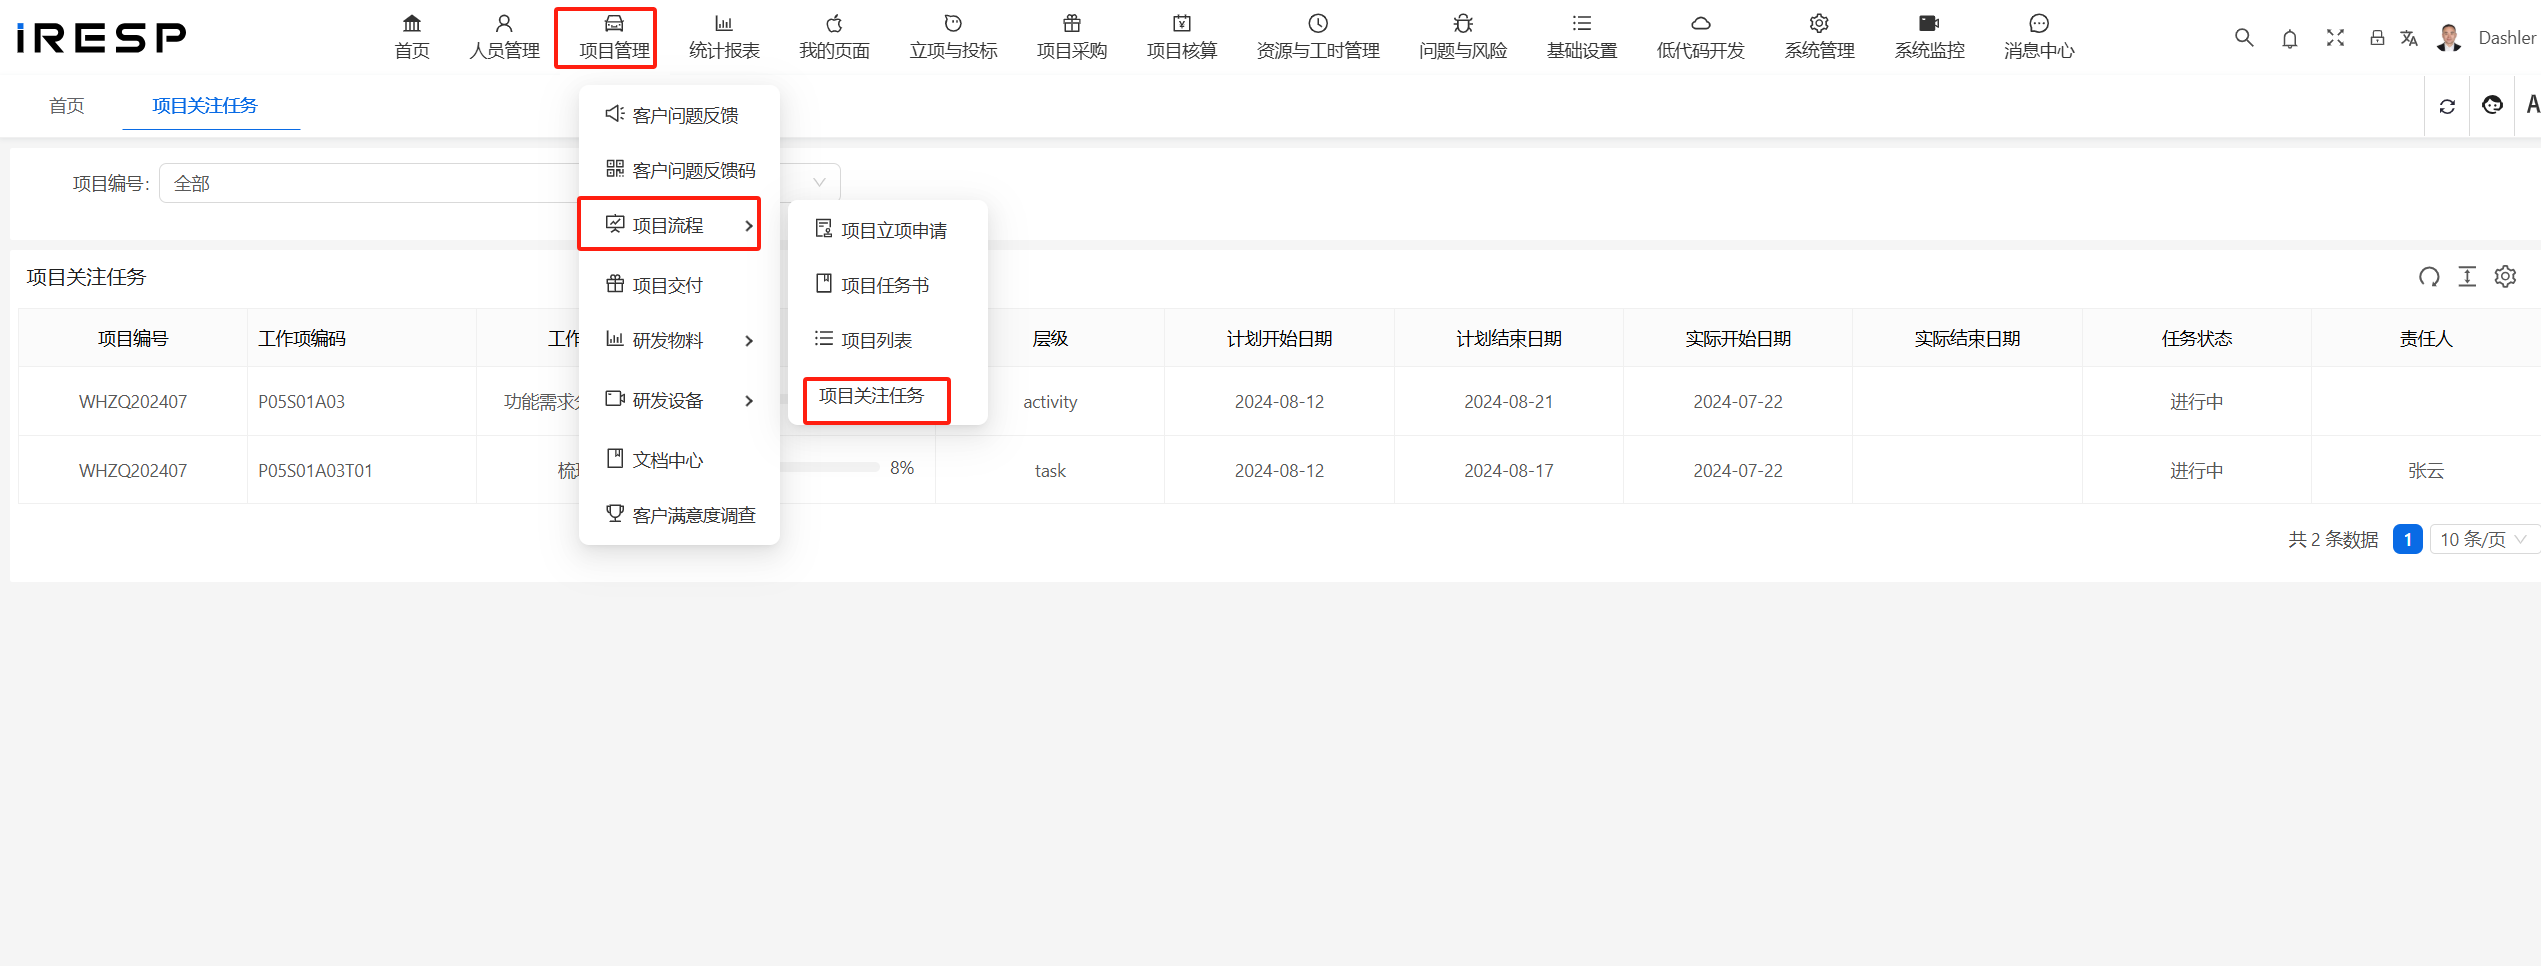 iRESP
首页
人员管理
项目管理
统计报表
我的页面
立项与投标
项目采购
项目核算
资源与工时管理
问题与风险
基础设置
低代码开发
系统管理
系统监控
消息中心
Dashler
首页
项目关注任务
客户问题反馈
客户问题反馈码
项目流程
项目交付
研发物料
研发设备
文档中心
客户满意度调查
项目立项申请
项目任务书
项目列表
项目关注任务
项目编号: 全部
项目关注任务
项目编号 工作项编码 工作 层级 计划开始日期 计划结束日期 实际开始日期 实际结束日期 任务状态 责任人
WHZQ202407 P05S01A03 功能需求 activity 2024-08-12 2024-08-21 2024-07-22 进行中
WHZQ202407 P05S01A03T01 8% task 2024-08-12 2024-08-17 2024-07-22 进行中 张云
共 2 条数据 1 10 条/页